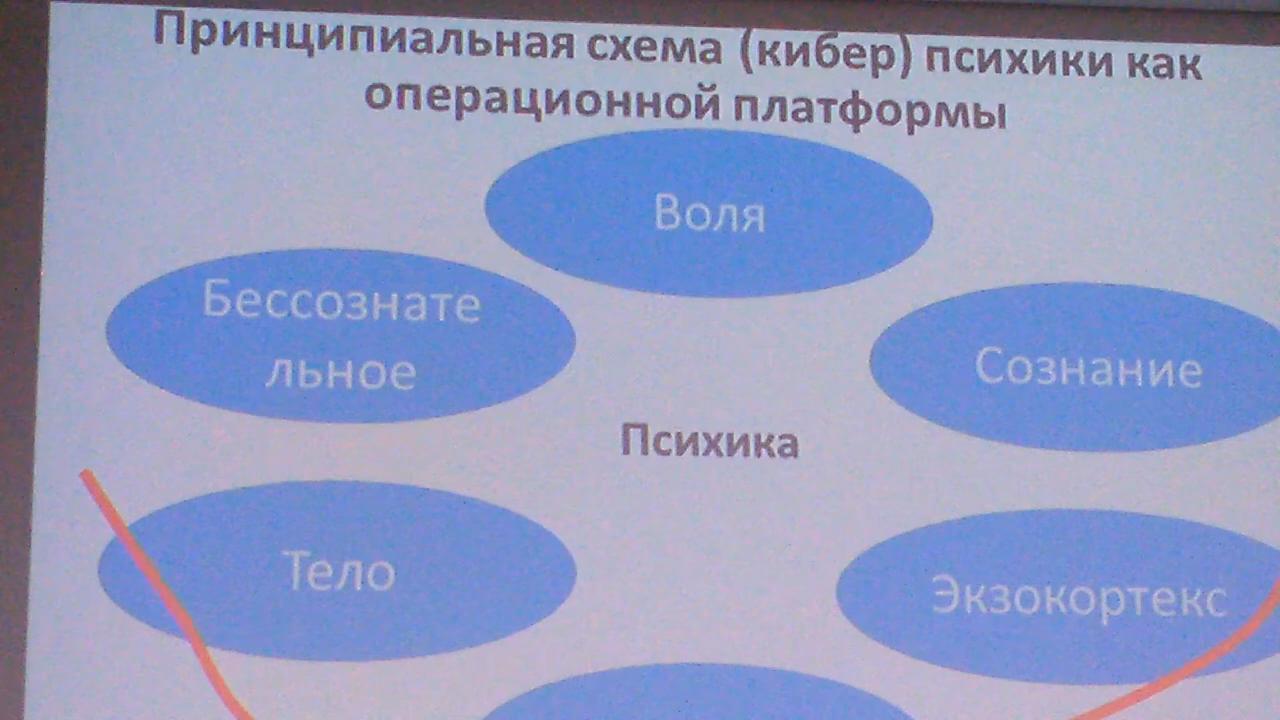 Принципиальная схема (кибер) психики как
операционной платформы
Воля
Бессознате
льное
Сознание
Психика
Тело
Экзокортекс